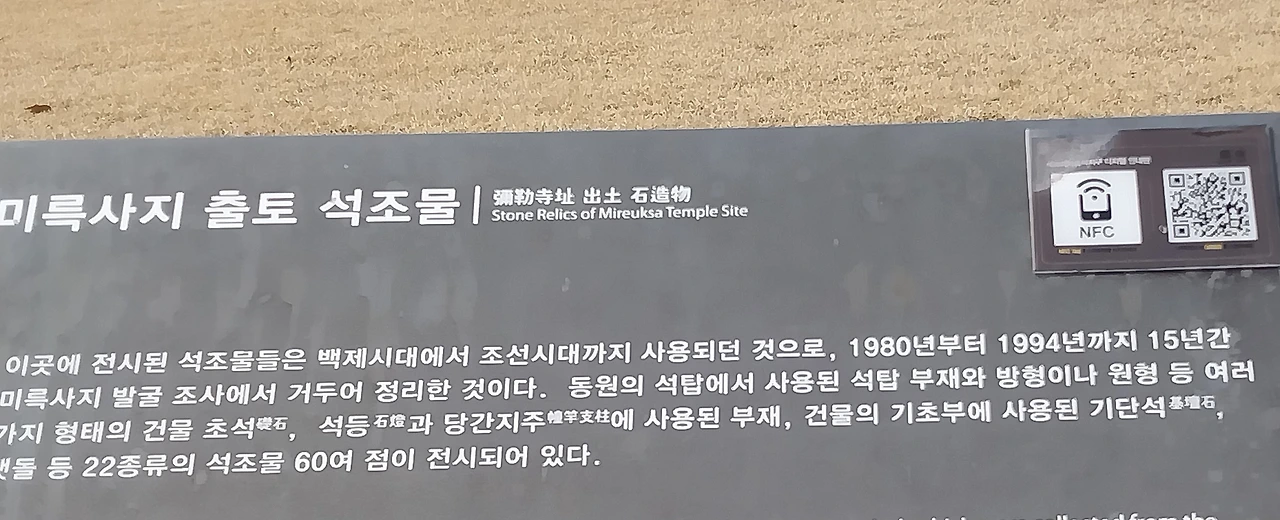 미륵사지 출토 석조물 | 彌勒寺址 出土 石造物
Stone Relics of Mireuksa Temple Site
NFC
이곳에 전시된 석조물들은 백제시대에서 조선시대까지 사용되던 것으로, 1980년부터 1994년까지 15년간
미륵사지 발굴 조사에서 거두어 정리한 것이다. 동원의 석탑에서 사용된 석탑 부재와 방형이나 원형 등 여러
가지 형태의 건물 초석礎石, 석등石燈과 당간지주幢竿支柱에 사용된 부재, 건물의 기초부에 사용된 기단석基壇石,
등 22종류의 석조물 60여 점이 전시되어 있다.
collected from the